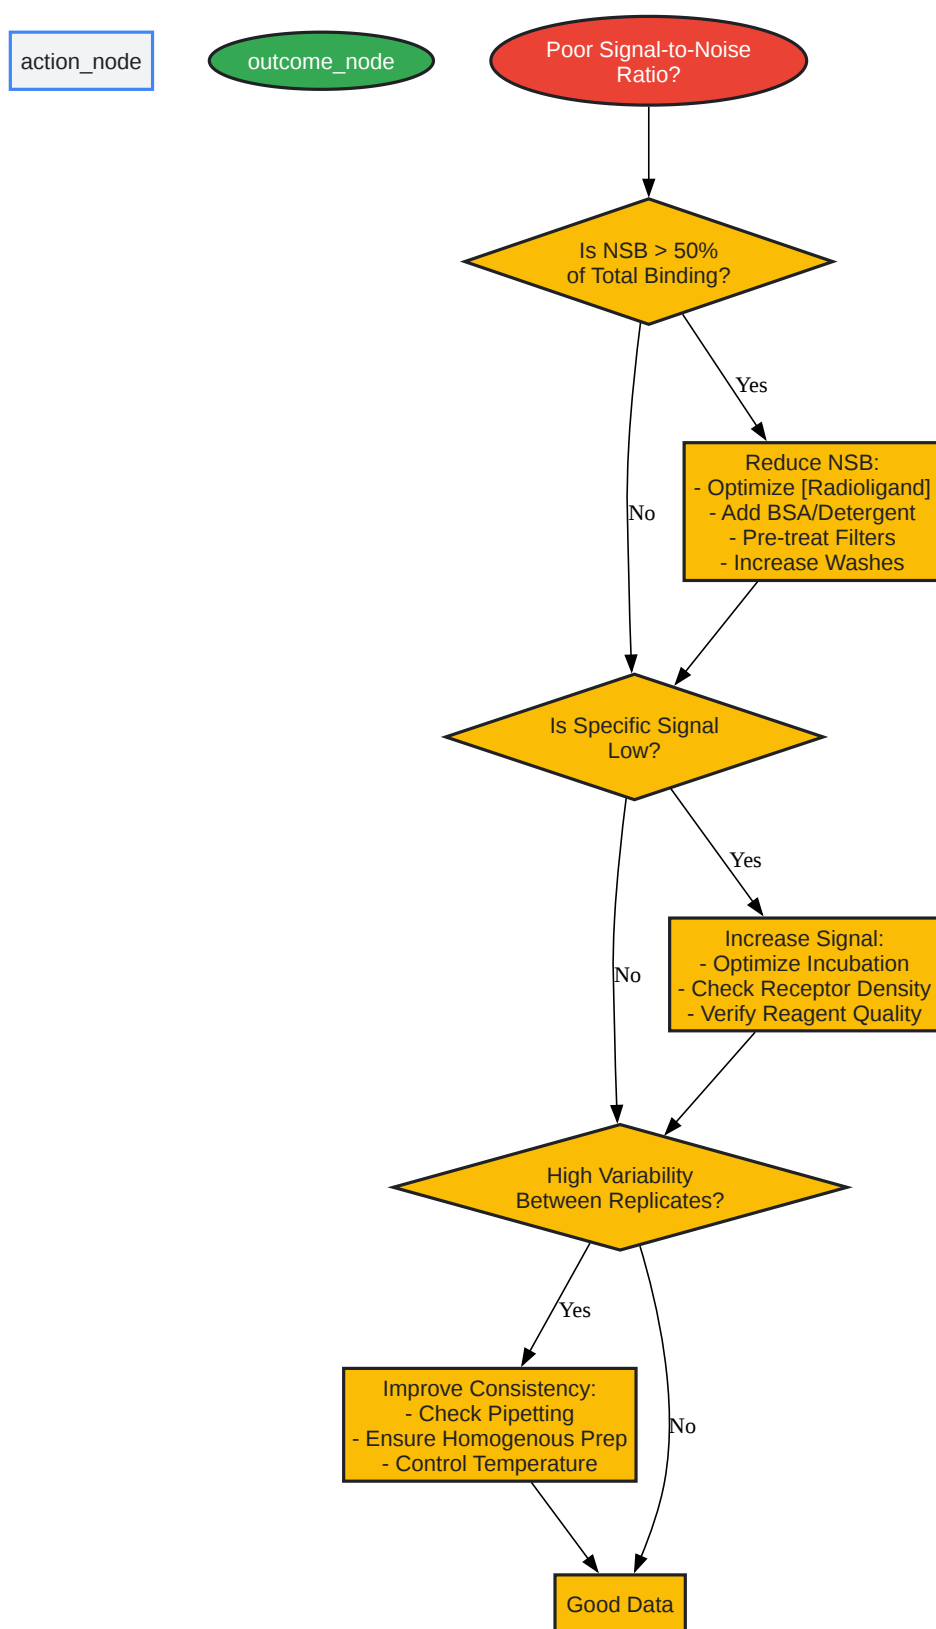 action_node
outcome_node
Poor Signal-to-Noise
Ratio?
Is NSB > 50%
of Total Binding?
Yes
Reduce NSB:
- Optimize [Radioligand]
- Add BSA/Detergent
- Pre-treat Filters
- Increase Washes
No
Is Specific Signal
Low?
Yes
Increase Signal:
- Optimize Incubation
- Check Receptor Density
- Verify Reagent Quality
No
High Variability
Between Replicates?
Yes
Improve Consistency:
- Check Pipetting
- Ensure Homogenous Prep
- Control Temperature
No
Good Data